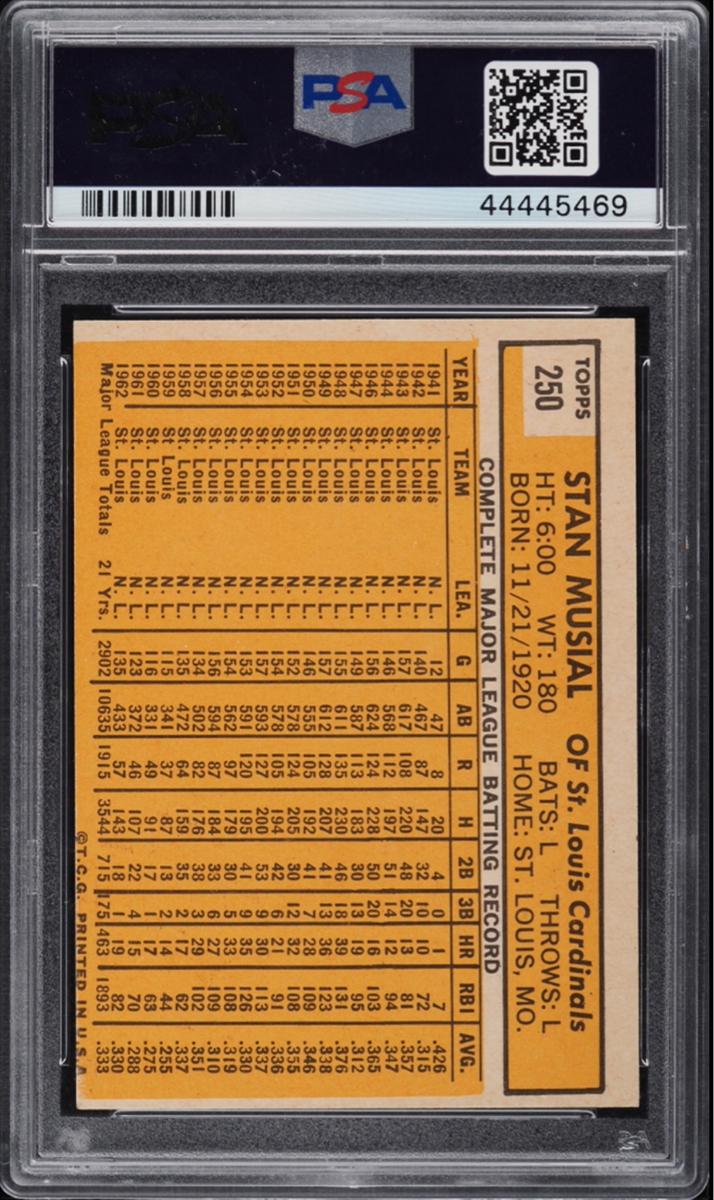 PSA
PSA
44445469
TOPPS
250
STAN MUSIAL OF St. Louis Cardinals
HT: 6:00 WT: 180 BATS: L THROWS: L
BORN: 11/21/1920 HOME: ST. LOUIS, MO.
COMPLETE MAJOR LEAGUE BATTING RECORD
YEAR TEAM LEA. G AB R H 2B 3B HR RBI AVG.
1941 St. Louis N. L. 12 47 8 20 4 0 1 7 .426
1942 St. Louis N. L. 140 467 87 147 32 10 10 72 .315
1943 St. Louis N. L. 157 617 108 220 48 20 13 81 .357
1944 St. Louis N. L. 146 568 112 197 51 14 12 94 .347
1946 St. Louis N. L. 156 624 124 228 50 20 16 103 .365
1947 St. Louis N. L. 149 587 113 183 30 13 19 95 .312
1948 St. Louis N. L. 155 611 135 230 46 18 39 131 .376
1949 St. Louis N. L. 157 612 128 207 41 13 36 123 .338
1950 St. Louis N. L. 146 555 105 192 41 7 28 109 .346
1951 St. Louis N. L. 152 578 124 205 30 12 32 108 .355
1952 St. Louis N. L. 154 578 105 194 42 6 21 91 .336
1953 St. Louis N. L. 157 593 127 200 53 9 30 113 .337
1954 St. Louis N. L. 153 591 120 195 41 9 35 126 .330
1955 St. Louis N. L. 154 562 97 179 30 5 33 108 .319
1956 St. Louis N. L. 156 594 87 184 33 6 27 109 .310
1957 St. Louis N. L. 134 502 82 176 38 3 29 102 .351
1958 St. Louis N. L. 135 472 64 159 35 2 17 62 .337
1959 St Louis N. L. 115 341 37 87 13 2 14 44 .255
1960 St. Louis N. L. 116 331 49 91 17 1 17 63 .275
1961 St. Louis N. L. 123 372 46 107 22 4 15 70 .288
1962 St. Louis N. L. 135 433 57 143 18 1 19 82 .330
Major League Totals 21 Yrs. 2902 10635 1915 3544 715 175 463 1893 .333
©T.C.G. PRINTED IN U.S.A.